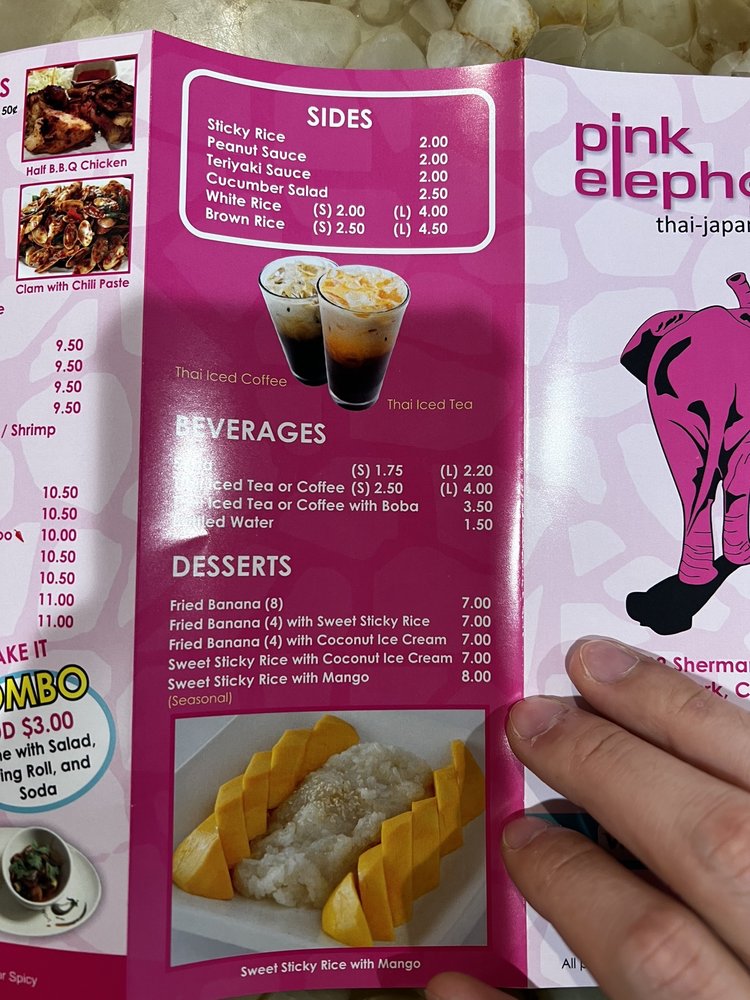 S
50¢
Half B.B.Q Chicken
Clam with Chili Paste
e
9.50
9.50
9.50
9.50
/ Shrimp
10.50
10.50
10.00
10.50
10.50
11.00
11.00
AKE IT
OMBO
D $3.00
e with Salad,
ing Roll, and
Soda
r Spicy
SIDES
Sticky Rice 2.00
Peanut Sauce 2.00
Teriyaki Sauce 2.00
Cucumber Salad 2.50
White Rice (S) 2.00 (L) 4.00
Brown Rice (S) 2.50 (L) 4.50
Thai Iced Coffee
Thai Iced Tea
BEVERAGES
(S) 1.75 (L) 2.20
Iced Tea or Coffee (S) 2.50 (L) 4.00
Iced Tea or Coffee with Boba 3.50
Water 1.50
DESSERTS
Fried Banana (8) 7.00
Fried Banana (4) with Sweet Sticky Rice 7.00
Fried Banana (4) with Coconut Ice Cream 7.00
Sweet Sticky Rice with Coconut Ice Cream 7.00
Sweet Sticky Rice with Mango 8.00
(Seasonal)
Sweet Sticky Rice with Mango
pink
eleph
thai-japa
Sherma
rk, C
All p